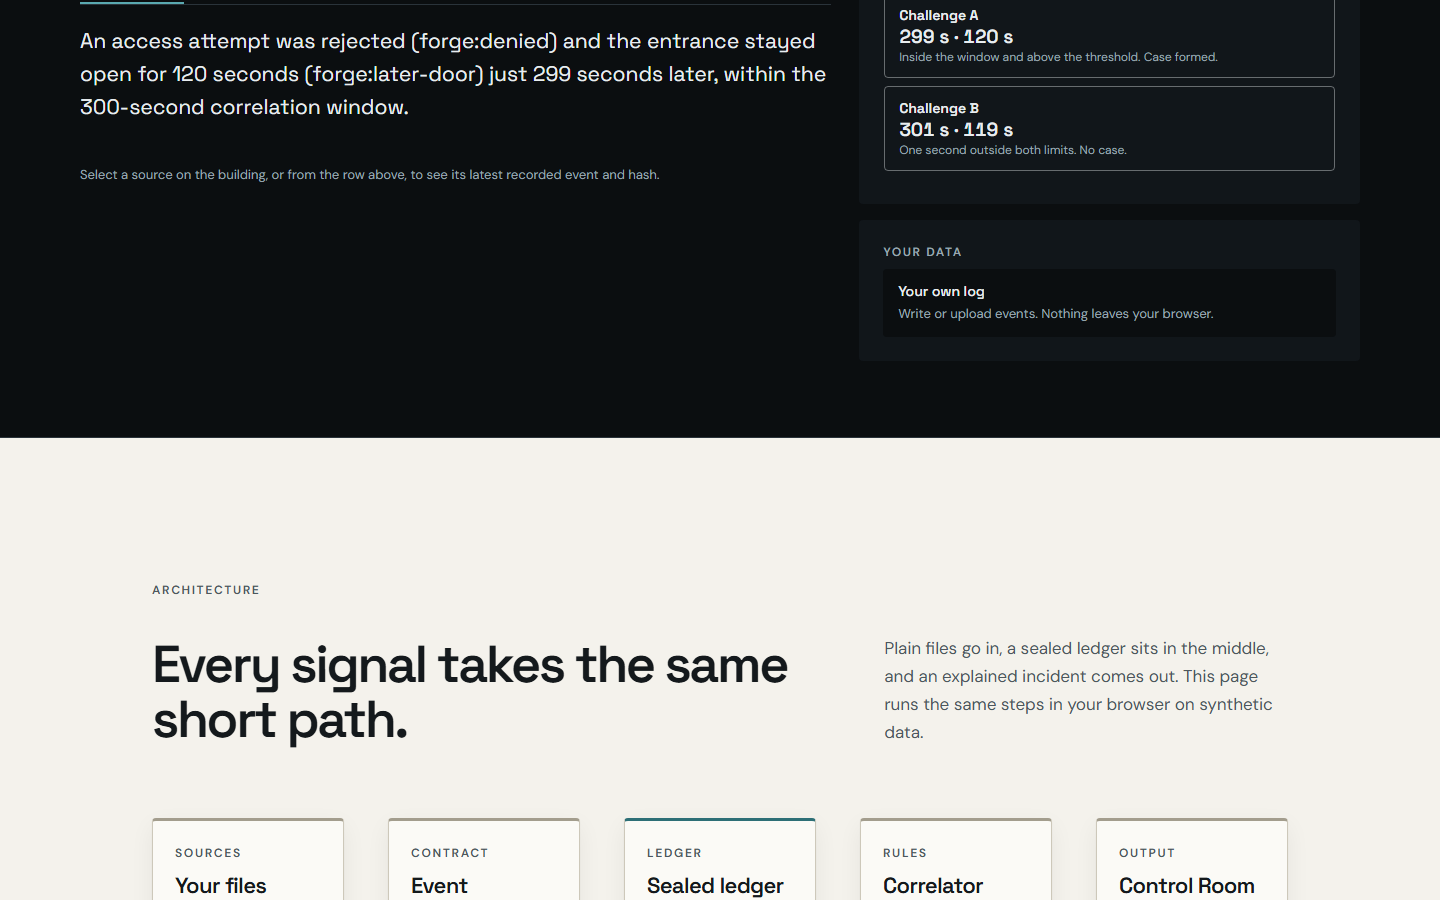 An access attempt was rejected (forge:denied) and the entrance stayed
open for 120 seconds (forge:later-door) just 299 seconds later, within the
300-second correlation window.
Select a source on the building, or from the row above, to see its latest recorded event and hash.
Challenge A
299 s · 120 s
Inside the window and above the threshold. Case formed.
Challenge B
301 s · 119 s
One second outside both limits. No case.
YOUR DATA
Your own log
Write or upload events. Nothing leaves your browser.
ARCHITECTURE
Every signal takes the same
short path.
Plain files go in, a sealed ledger sits in the middle,
and an explained incident comes out. This page
runs the same steps in your browser on synthetic
data.
SOURCES
Your files
CONTRACT
Event
LEDGER
Sealed ledger
RULES
Correlator
OUTPUT
Control Room